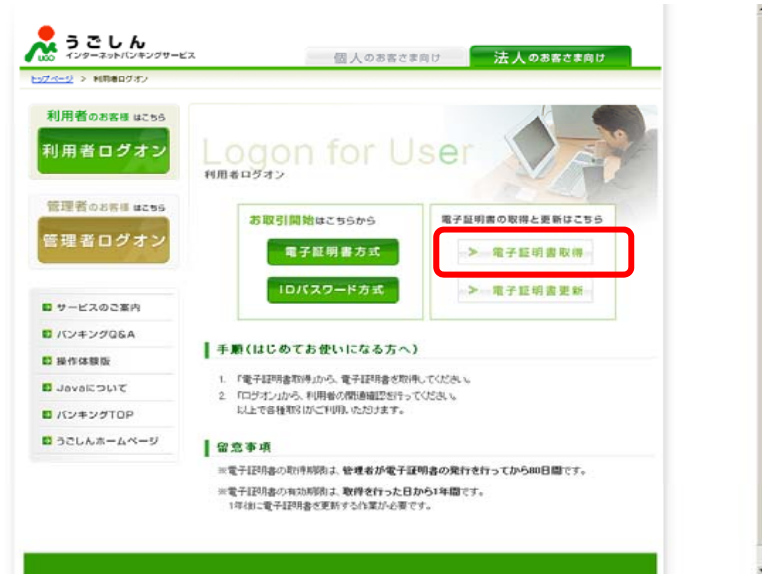 うごしん
UGO インターネットバンキングサービス
個人のお客さま向け
法人のお客さま向け
トップページ > 利用者ログオン
利用者のお客様 はこちら
利用者ログオン
管理者のお客様 はこちら
管理者ログオン
サービスのご案内
バンキングQ&A
操作体験版
Javaについて
バンキングTOP
うごしんホームページ
Logon for User
利用者ログオン
お取引開始はこちらから
電子証明書方式
IDパスワード方式
電子証明書の取得と更新はこちら
> 電子証明書取得
> 電子証明書更新
手順(はじめてお使いになる方へ)
1. 「電子証明書取得」から、電子証明書を取得してください。
2. 「ログオン」から、利用者の関連確認を行ってください。
以上で各種取引がご利用いただけます。
留意事項
※電子証明書の取得期限は、管理者が電子証明書の発行を行ってから80日間です。
※電子証明書の有効期限は、取得を行った日から1年間です。
1年後に電子証明書を更新する作業が必要です。